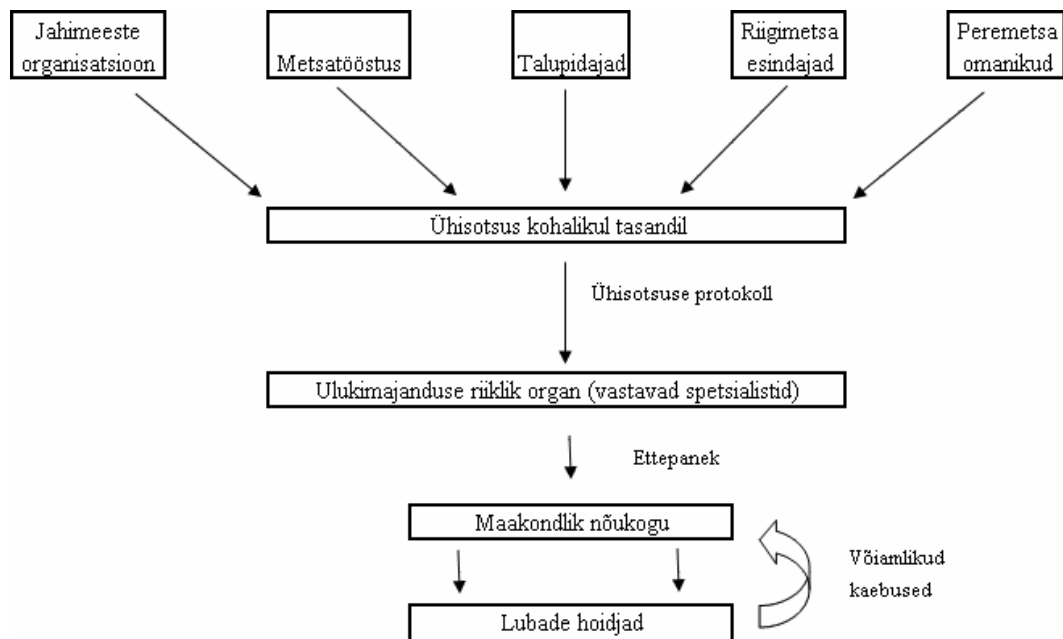 Jahimeeste
organisatsioon
Metsatööstus
Talupidajad
Riigimetsa
esindajad
Peremetsa
omanikud
Ühisotsus kohalikul tasandil
Ühisotsuse protokoll
Ulukimajanduse riiklik organ (vastavad spetsialistid)
Ettepanek
Maakondlik nõukogu
Võiamlikud
kaebused
Lubade hoidjad